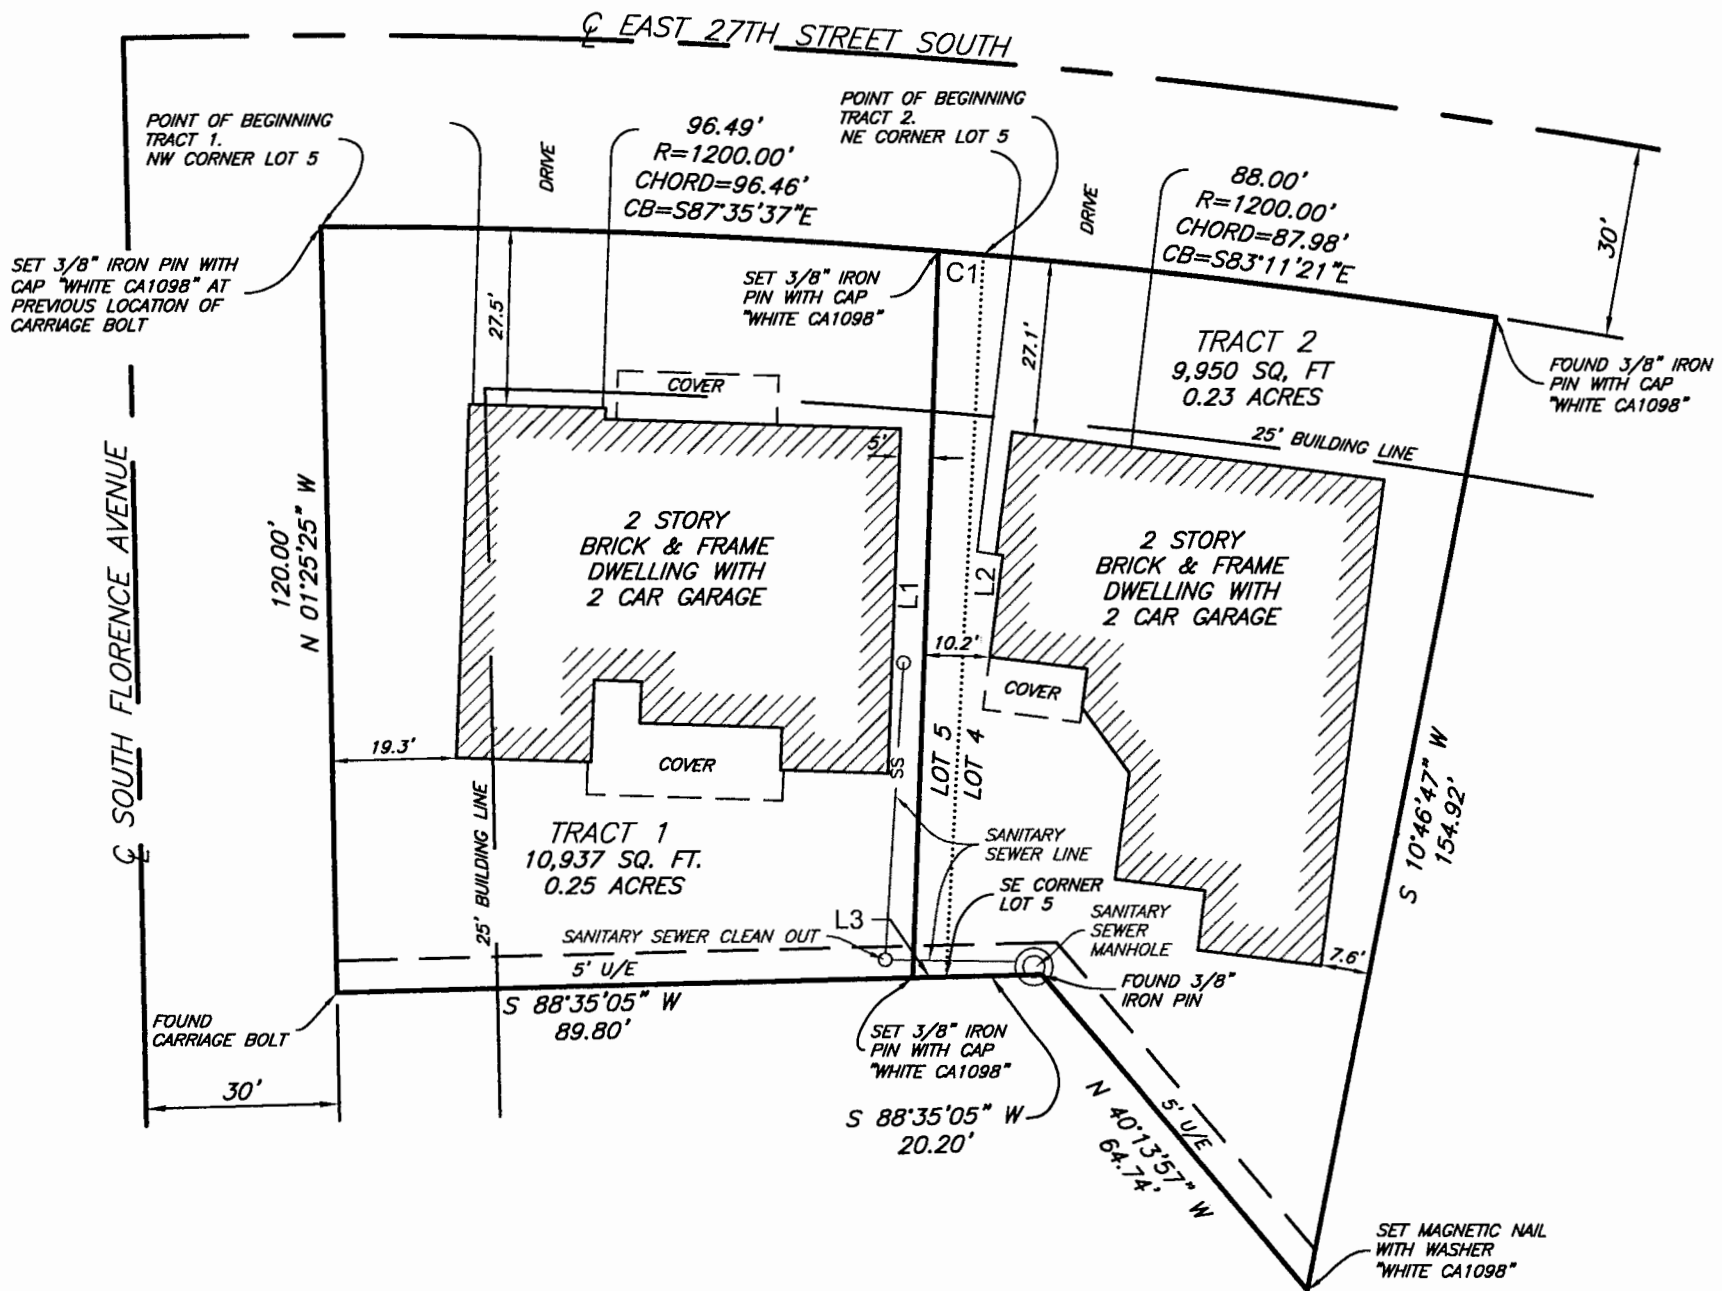 ℄ EAST 27TH STREET SOUTH
POINT OF BEGINNING
TRACT 1.
NW CORNER LOT 5
DRIVE
96.49'
R=1200.00'
CHORD=96.46'
CB=S87°35'37"E
POINT OF BEGINNING
TRACT 2.
NE CORNER LOT 5
DRIVE
88.00'
R=1200.00'
CHORD=87.98'
CB=S83°11'21"E
30'
SET 3/8" IRON PIN WITH
CAP "WHITE CA1098" AT
PREVIOUS LOCATION OF
CARRIAGE BOLT
27.5'
SET 3/8" IRON
PIN WITH CAP
"WHITE CA1098"
C1
27.1'
TRACT 2
9,950 SQ, FT
0.23 ACRES
FOUND 3/8" IRON
PIN WITH CAP
"WHITE CA1098"
COVER
5'
25' BUILDING LINE
℄ SOUTH FLORENCE AVENUE
120.00'
N 01°25'25" W
2 STORY
BRICK & FRAME
DWELLING WITH
2 CAR GARAGE
L1
L2
2 STORY
BRICK & FRAME
DWELLING WITH
2 CAR GARAGE
10.2'
COVER
19.3'
COVER
SS
LOT 5
LOT 4
S 10°46'47" W
154.92'
25' BUILDING LINE
TRACT 1
10,937 SQ. FT.
0.25 ACRES
SANITARY
SEWER LINE
SE CORNER
LOT 5
L3
SANITARY
SEWER
MANHOLE
SANITARY SEWER CLEAN OUT
5' U/E
7.6'
S 88°35'05" W
89.80'
FOUND 3/8"
IRON PIN
FOUND
CARRIAGE BOLT
SET 3/8" IRON
PIN WITH CAP
"WHITE CA1098"
30'
S 88°35'05" W
20.20'
5' U/E
N 40°13'57" W
64.74'
SET MAGNETIC NAIL
WITH WASHER
"WHITE CA1098"